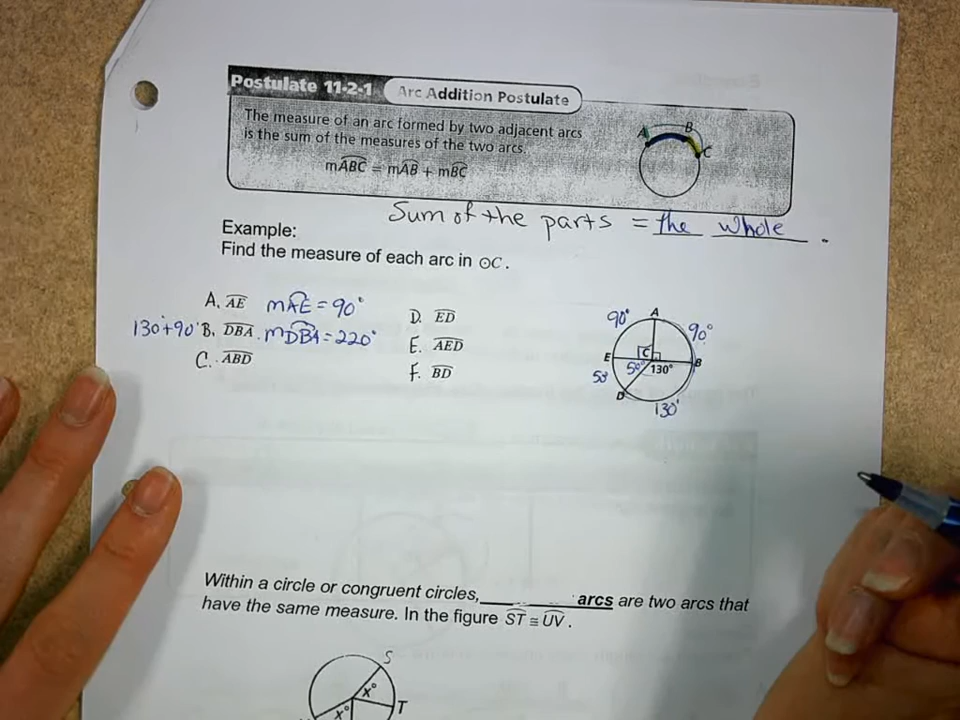 Postulate 11-2-1 Arc Addition Postulate
The measure of an arc formed by two adjacent arcs
is the sum of the measures of the two arcs.
mABC = mAB + mBC
A B C
Sum of the parts = the whole.
Example:
Find the measure of each arc in ⊙C.
A. AE mAE = 90°
130°+90° B. DBA. mDBA = 220°
C. ABD
D. ED
E. AED
F. BD
A
90° 90°
E C B
50° 50° 130°
D
130°
Within a circle or congruent circles, ______ arcs are two arcs that
have the same measure. In the figure ST ≅ UV.
S
x°
T
x°